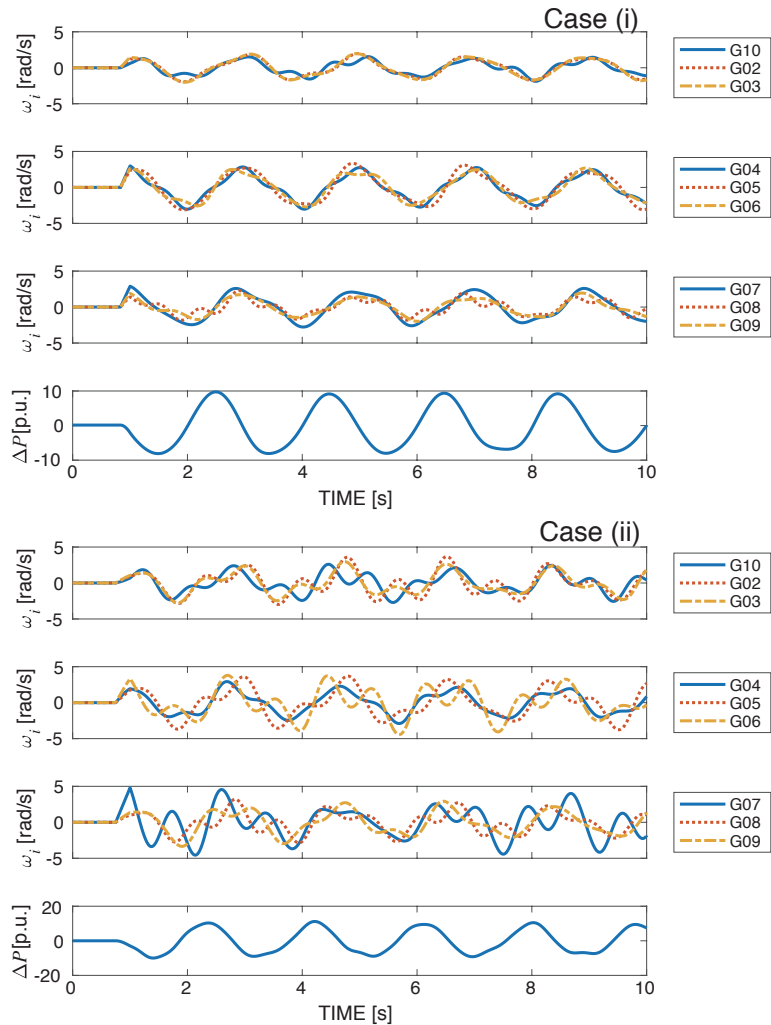 Case (i)
5
0
-5
ω_i [rad/s]
G10
G02
G03
5
0
-5
ω_i [rad/s]
G04
G05
G06
5
0
-5
ω_i [rad/s]
G07
G08
G09
10
0
-10
ΔP[p.u.]
0 2 4 6 8 10
TIME [s]
Case (ii)
5
0
-5
ω_i [rad/s]
G10
G02
G03
5
0
-5
ω_i [rad/s]
G04
G05
G06
5
0
-5
ω_i [rad/s]
G07
G08
G09
20
0
-20
ΔP[p.u.]
0 2 4 6 8 10
TIME [s]